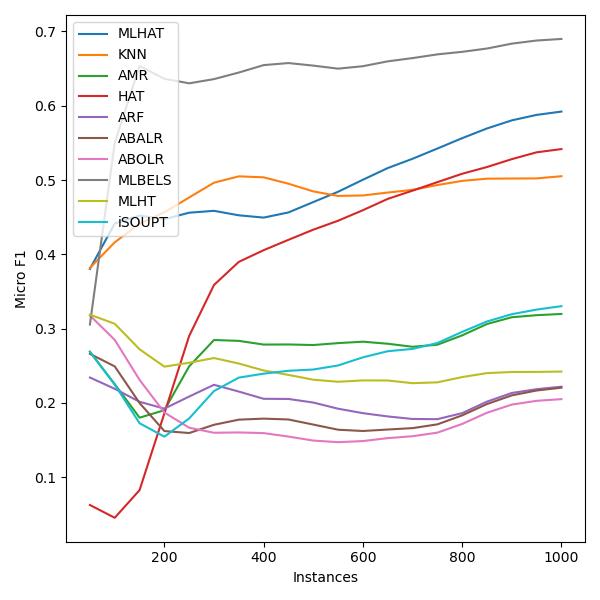 0.7
0.6
0.5
0.4
0.3
0.2
0.1
Micro F1
MLHAT
KNN
AMR
HAT
ARF
ABALR
ABOLR
MLBELS
MLHT
iSOUPT
200 400 600 800 1000
Instances